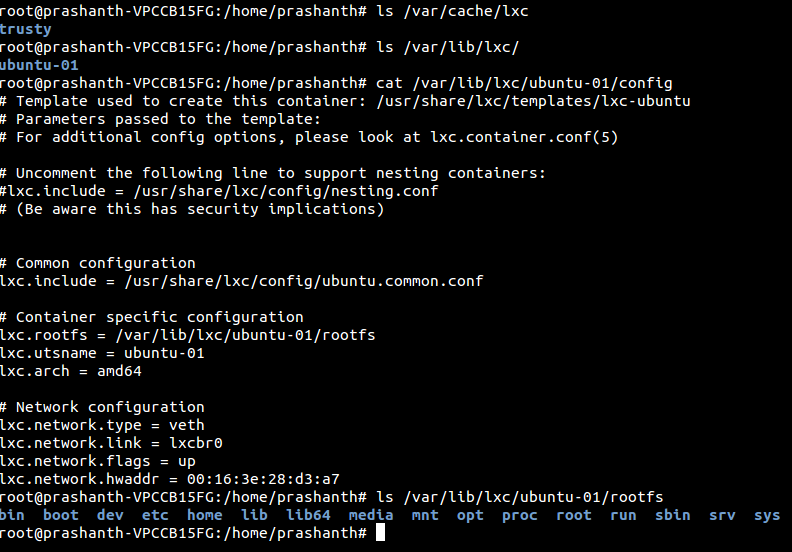 root@prashanth-VPCCB15FG:/home/prashanth# ls /var/cache/lxc
trusty
root@prashanth-VPCCB15FG:/home/prashanth# ls /var/lib/lxc/
ubuntu-01
root@prashanth-VPCCB15FG:/home/prashanth# cat /var/lib/lxc/ubuntu-01/config
# Template used to create this container: /usr/share/lxc/templates/lxc-ubuntu
# Parameters passed to the template:
# For additional config options, please look at lxc.container.conf(5)
# Uncomment the following line to support nesting containers:
#lxc.include = /usr/share/lxc/config/nesting.conf
# (Be aware this has security implications)
# Common configuration
lxc.include = /usr/share/lxc/config/ubuntu.common.conf
# Container specific configuration
lxc.rootfs = /var/lib/lxc/ubuntu-01/rootfs
lxc.utsname = ubuntu-01
lxc.arch = amd64
# Network configuration
lxc.network.type = veth
lxc.network.link = lxcbr0
lxc.network.flags = up
lxc.network.hwaddr = 00:16:3e:28:d3:a7
root@prashanth-VPCCB15FG:/home/prashanth# ls /var/lib/lxc/ubuntu-01/rootfs
bin boot dev etc home lib lib64 media mnt opt proc root run sbin srv sys
root@prashanth-VPCCB15FG:/home/prashanth#